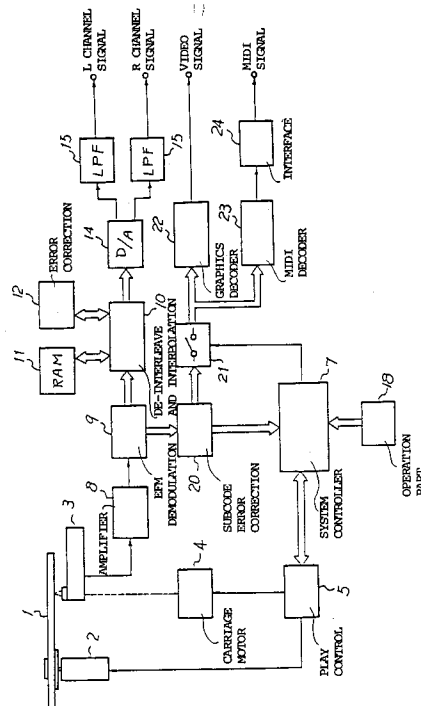 1
2
3
4
CARRIAGE
MOTOR
5
PLAY
CONTROL
AMPLIFIER
8
9
EFM
DEMODULATION
20
SUBCODE
ERROR
CORRECTION
SYSTEM
CONTROLLER
7
18
OPERATION
PART
11
RAM
12
ERROR CORRECTION
10
DE-INTERLEAVE
AND INTERPOLATION
21
14
D/A
15
LPF
15
LPF
L CHANNEL
SIGNAL
R CHANNEL
SIGNAL
22
GRAPHICS
DECODER
VIDEO
SIGNAL
23
MIDI
DECODER
24
INTERFACE
MIDI
SIGNAL